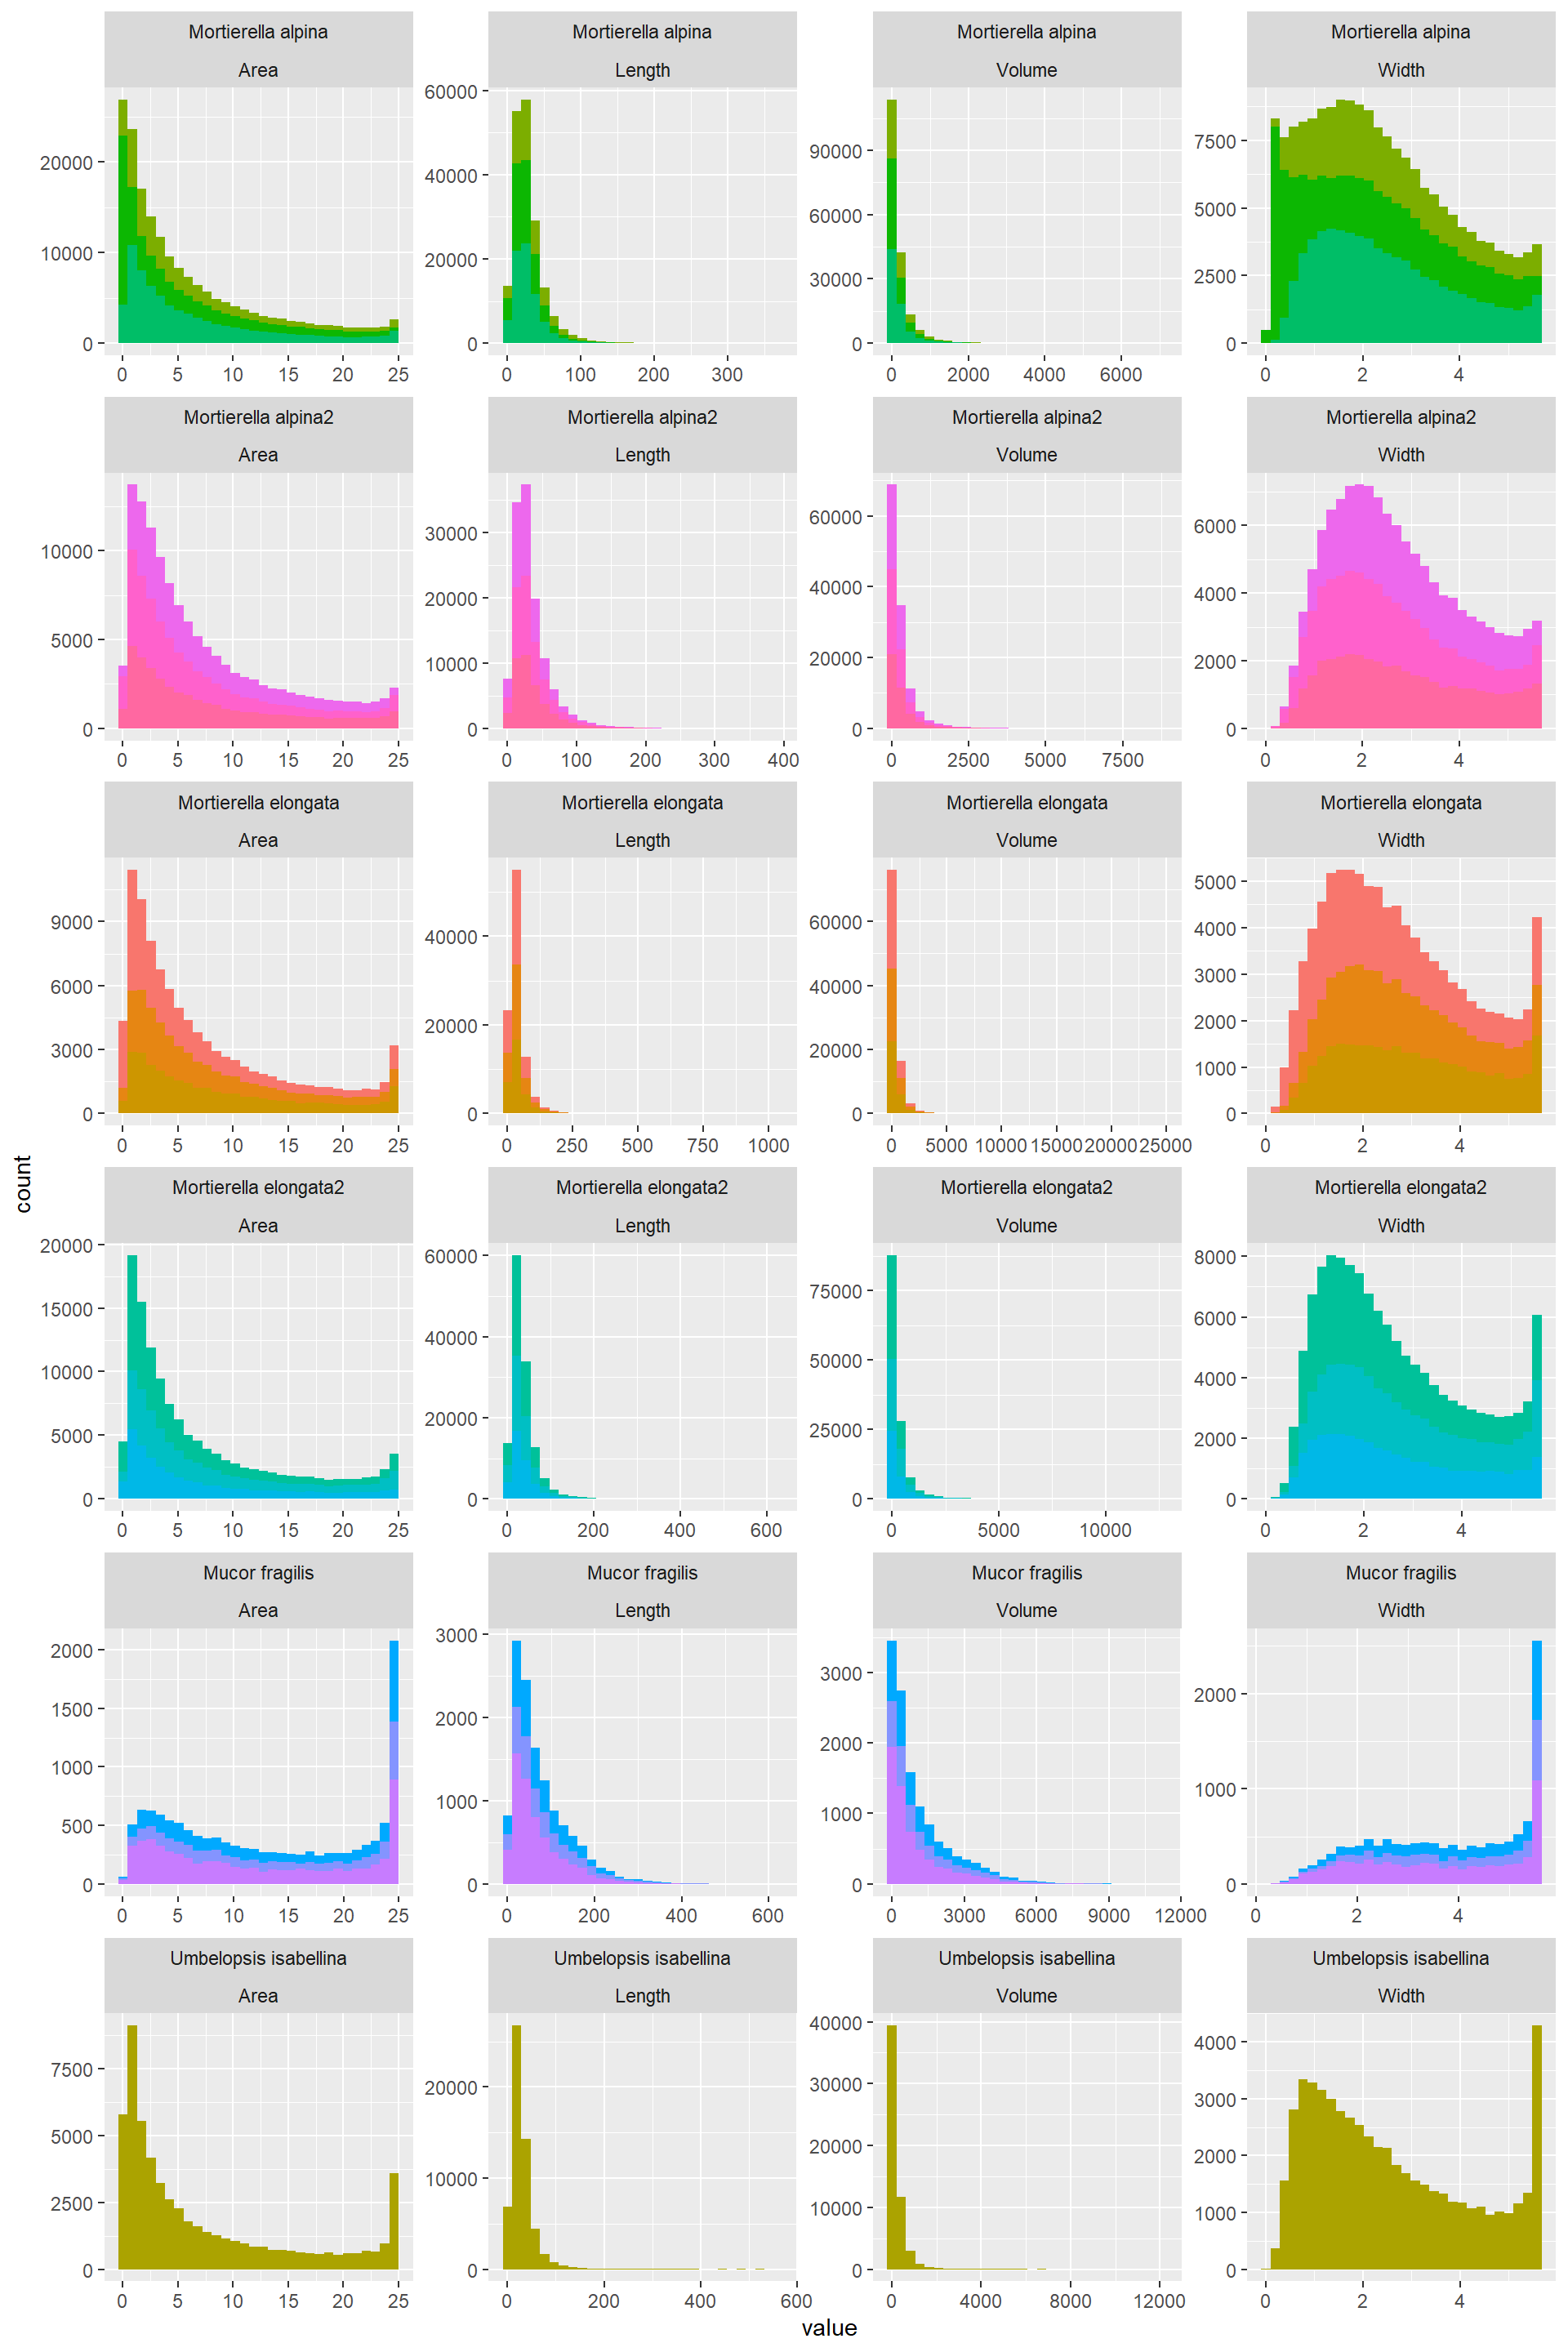 Mortierella alpina Mortierella alpina Mortierella alpina Mortierella alpina
Area Length Volume Width
20000 10000 0
60000 40000 20000 0
90000 60000 30000 0
7500 5000 2500 0
0 5 10 15 20 25 0 100 200 300 0 2000 4000 6000 0 2 4
Mortierella alpina2 Mortierella alpina2 Mortierella alpina2 Mortierella alpina2
Area Length Volume Width
10000 5000 0
30000 20000 10000 0
60000 40000 20000 0
6000 4000 2000 0
0 5 10 15 20 25 0 100 200 300 400 0 2500 5000 7500 0 2 4
Mortierella elongata Mortierella elongata Mortierella elongata Mortierella elongata
Area Length Volume Width
9000 6000 3000 0
40000 20000 0
60000 40000 20000 0
5000 4000 3000 2000 1000 0
0 5 10 15 20 25 0 250 500 750 1000 0 5000 10000 15000 20000 25000 0 2 4
count
Mortierella elongata2 Mortierella elongata2 Mortierella elongata2 Mortierella elongata2
Area Length Volume Width
20000 15000 10000 5000 0
60000 40000 20000 0
75000 50000 25000 0
8000 6000 4000 2000 0
0 5 10 15 20 25 0 200 400 600 0 5000 10000 0 2 4
Mucor fragilis Mucor fragilis Mucor fragilis Mucor fragilis
Area Length Volume Width
2000 1500 1000 500 0
3000 2000 1000 0
3000 2000 1000 0
2000 1000 0
0 5 10 15 20 25 0 200 400 600 0 3000 6000 9000 12000 0 2 4
Umbelopsis isabellina Umbelopsis isabellina Umbelopsis isabellina Umbelopsis isabellina
Area Length Volume Width
7500 5000 2500 0
20000 10000 0
40000 30000 20000 10000 0
4000 3000 2000 1000 0
0 5 10 15 20 25 0 200 400 600 0 4000 8000 12000 0 2 4
value